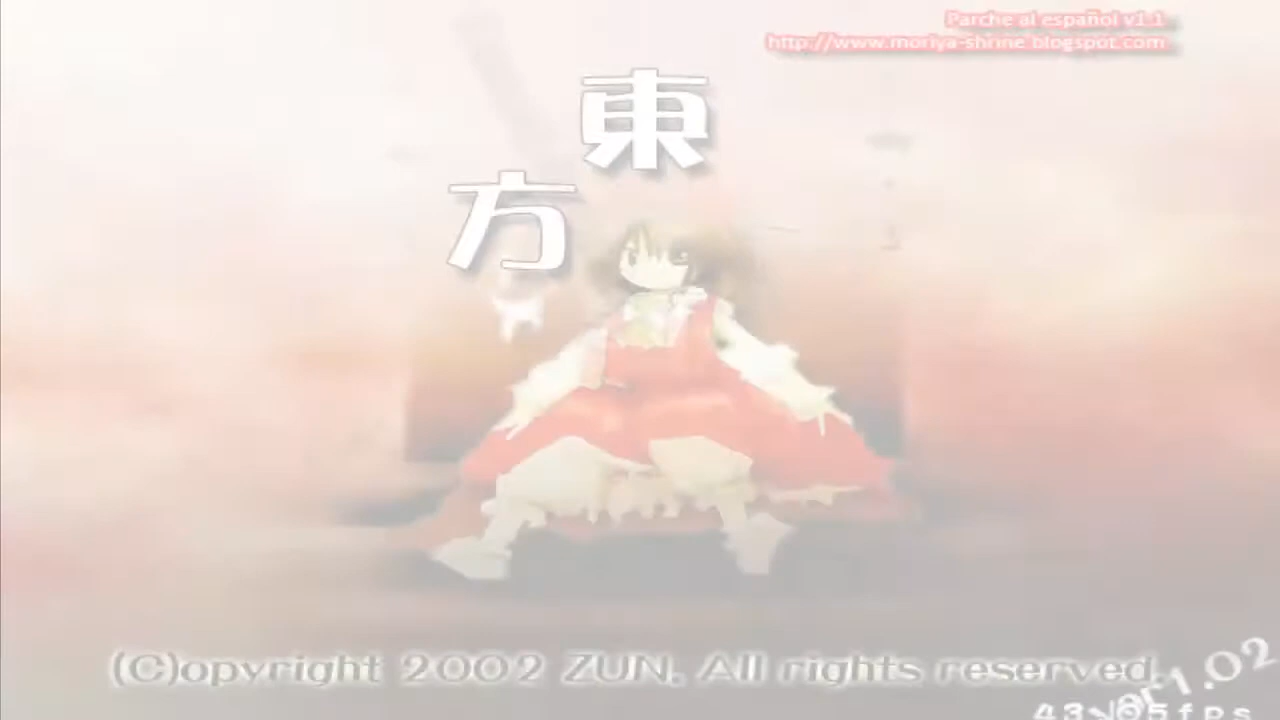 Parche al español v1.1
http://www.moriya-shrine.blogspot.com
東
方
(C)opyright 2002 ZUN. All rights reserved.
ver1.02
fps